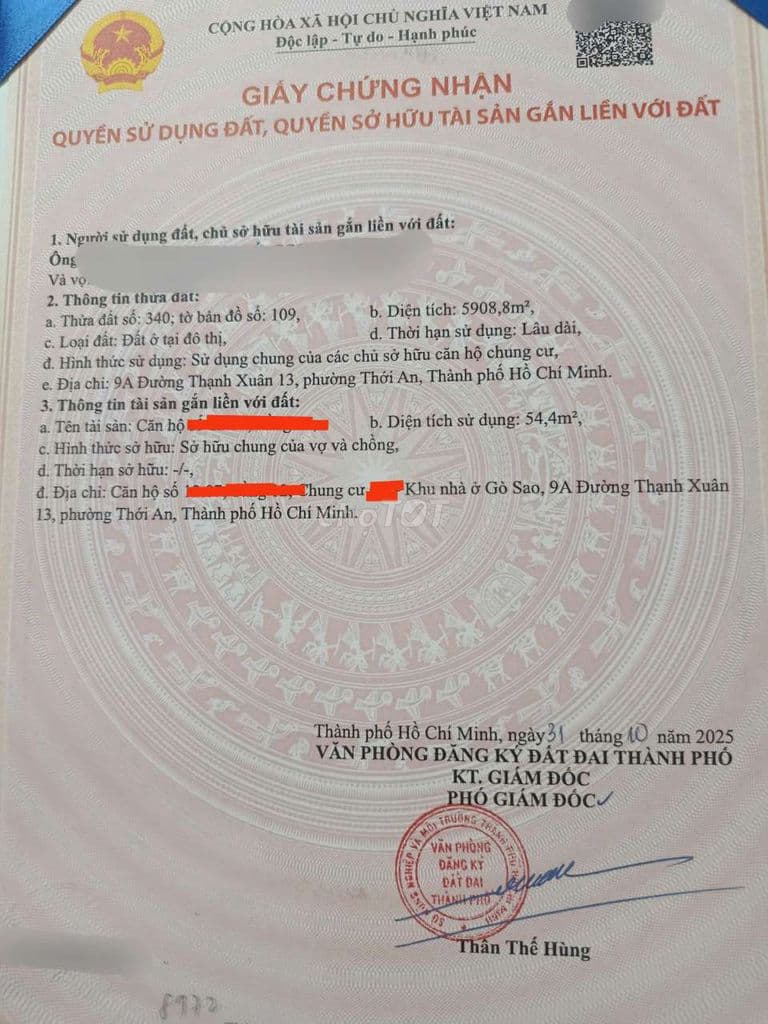 CỘNG HÒA XÃ HỘI CHỦ NGHĨA VIỆT NAM
Độc lập - Tự do - Hạnh phúc
GIẤY CHỨNG NHẬN
QUYỀN SỬ DỤNG ĐẤT, QUYỀN SỞ HỮU TÀI SẢN GẮN LIỀN VỚI ĐẤT
1. Người sử dụng đất, chủ sở hữu tài sản gắn liền với đất:
Ông
Và vợ
2. Thông tin thửa đất:
a. Thửa đất số: 340; tờ bản đồ số: 109, b. Diện tích: 5908,8m²,
c. Loại đất: Đất ở tại đô thị, d. Thời hạn sử dụng: Lâu dài,
đ. Hình thức sử dụng: Sử dụng chung của các chủ sở hữu căn hộ chung cư,
e. Địa chỉ: 9A Đường Thạnh Xuân 13, phường Thới An, Thành phố Hồ Chí Minh.
3. Thông tin tài sản gắn liền với đất:
a. Tên tài sản: Căn hộ b. Diện tích sử dụng: 54,4m²,
c. Hình thức sở hữu: Sở hữu chung của vợ và chồng,
d. Thời hạn sở hữu: -/-,
đ. Địa chỉ: Căn hộ số Chung cư Khu nhà ở Gò Sao, 9A Đường Thạnh Xuân
13, phường Thới An, Thành phố Hồ Chí Minh.
chợTỐT
Thành phố Hồ Chí Minh, ngày 31 tháng 10 năm 2025
VĂN PHÒNG ĐĂNG KÝ ĐẤT ĐAI THÀNH PHỐ
KT. GIÁM ĐỐC
PHÓ GIÁM ĐỐC
VĂN PHÒNG
ĐĂNG KÝ
ĐẤT ĐAI
THÀNH PHỐ
Thân Thế Hùng
8972